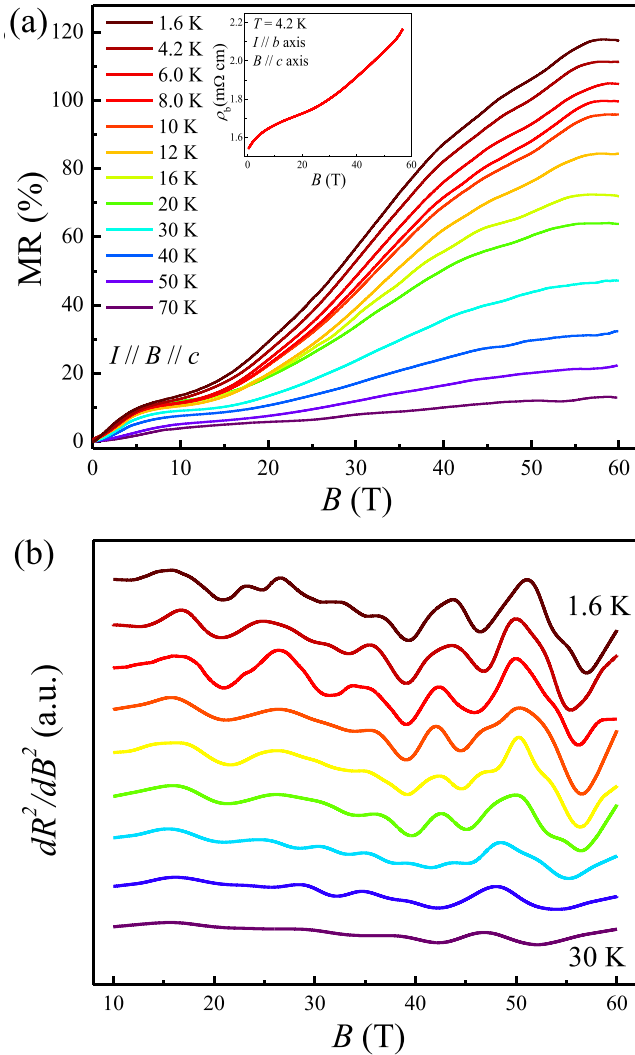 (a)
MR (%)
120
100
80
60
40
20
0
1.6 K
4.2 K
6.0 K
8.0 K
10 K
12 K
16 K
20 K
30 K
40 K
50 K
70 K
I // B // c
0 10 20 30 40 50 60
B (T)
ρb(mΩ cm)
2.2
2.0
1.8
1.6
T = 4.2 K
I // b axis
B // c axis
0 20 40 60
B (T)
(b)
dR²/dB² (a.u.)
1.6 K
30 K
10 20 30 40 50 60
B (T)